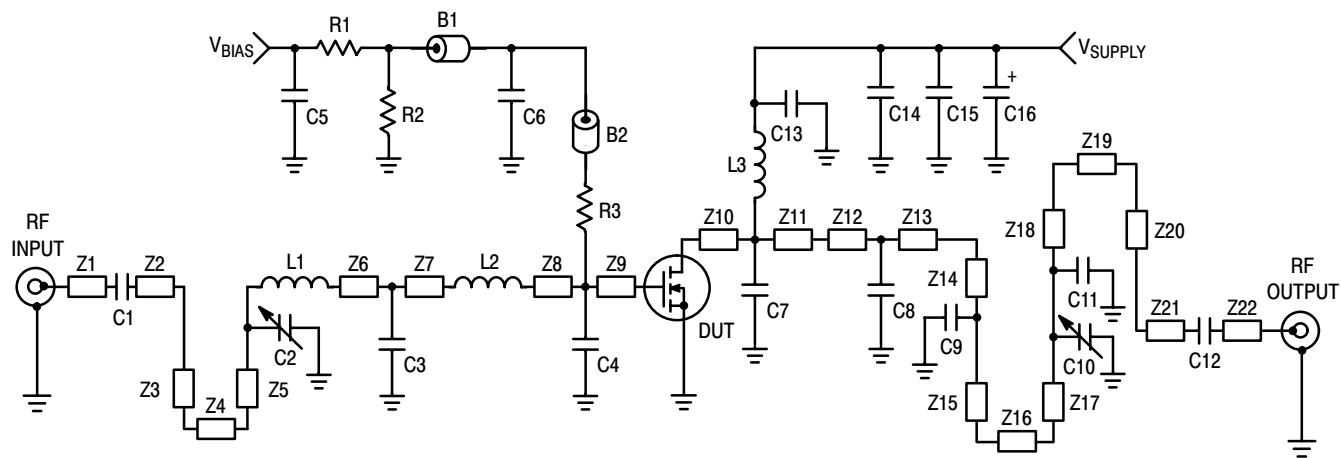 V_BIAS
R1
B1
C5
R2
C6
B2
R3
V_SUPPLY
C14
C15
+
C16
C13
L3
Z19
Z18
Z20
RF
INPUT
Z1
Z2
C1
L1
Z6
Z7
L2
Z8
Z9
Z10
Z11
Z12
Z13
Z14
C2
C3
C4
DUT
C7
C8
C9
C11
C10
Z21
Z22
C12
RF
OUTPUT
Z3
Z4
Z5
Z15
Z16
Z17